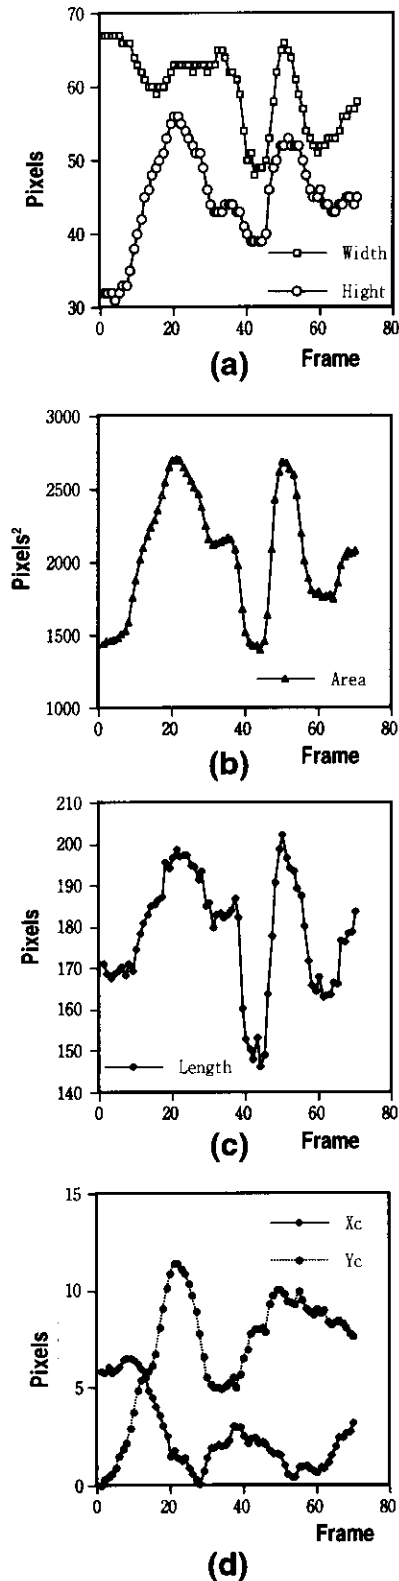 70
60
50
40
30
Pixels
Width
Hight
0 20 40 60 80
(a) Frame
3000
2500
2000
1500
1000
Pixels²
Area
0 20 40 60 80
(b) Frame
210
200
190
180
170
160
150
140
Pixels
Length
0 20 40 60 80
(c) Frame
15
10
5
0
Pixels
Xc
Yc
0 20 40 60 80
Frame
(d)